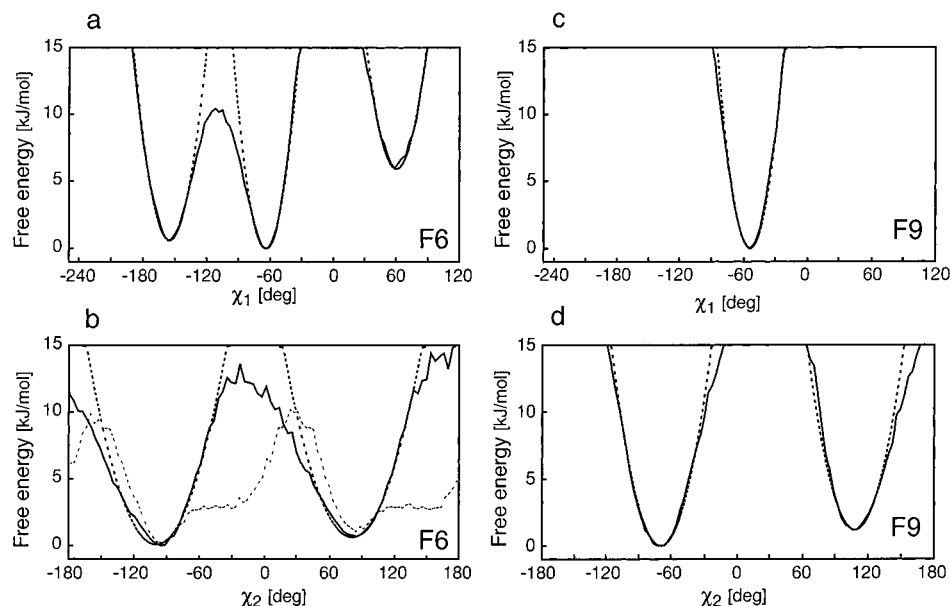 a
Free energy [kJ/mol]
15
10
5
0
-240 -180 -120 -60 0 60 120
χ1 [deg]
F6
b
Free energy [kJ/mol]
15
10
5
0
-180 -120 -60 0 60 120 180
χ2 [deg]
F6
c
Free energy [kJ/mol]
15
10
5
0
-240 -180 -120 -60 0 60 120
χ1 [deg]
F9
d
Free energy [kJ/mol]
15
10
5
0
-180 -120 -60 0 60 120 180
χ2 [deg]
F9